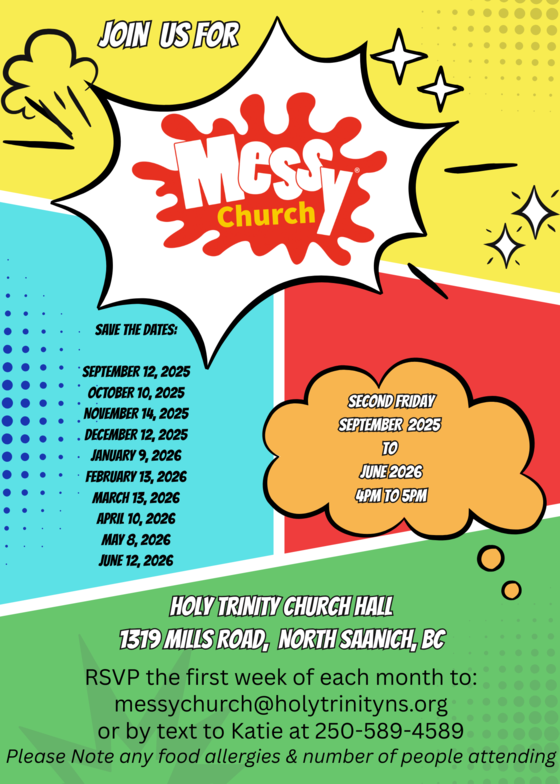 JOIN US FOR
Messy®
Church
SAVE THE DATES:
SEPTEMBER 12, 2025
OCTOBER 10, 2025
NOVEMBER 14, 2025
DECEMBER 12, 2025
JANUARY 9, 2026
FEBRUARY 13, 2026
MARCH 13, 2026
APRIL 10, 2026
MAY 8, 2026
JUNE 12, 2026
SECOND FRIDAY
SEPTEMBER 2025
TO
JUNE 2026
4PM TO 5PM
HOLY TRINITY CHURCH HALL
1319 MILLS ROAD, NORTH SAANICH, BC
RSVP the first week of each month to:
messychurch@holytrinityns.org
or by text to Katie at 250-589-4589
Please Note any food allergies & number of people attending